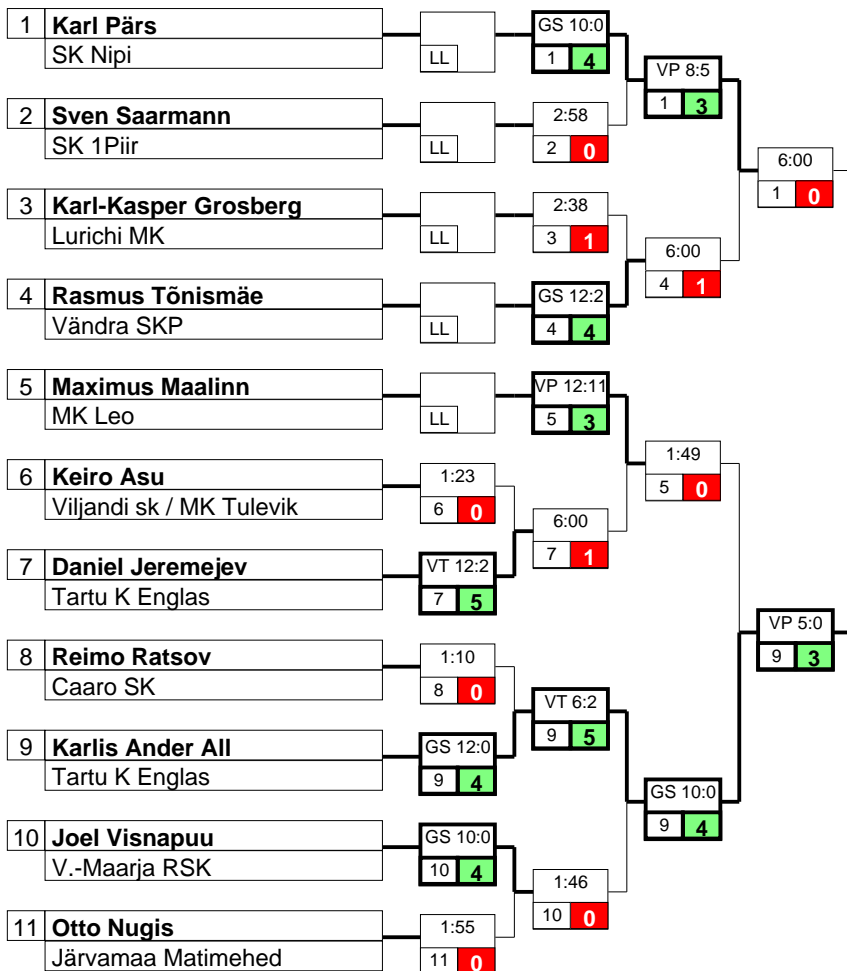 1 Karl Pärs
SK Nipi
LL
GS 10:0
1 4
VP 8:5
1 3
2 Sven Saarmann
SK 1Piir
LL
2:58
2 0
6:00
1 0
3 Karl-Kasper Grosberg
Lurichi MK
LL
2:38
3 1
6:00
4 1
4 Rasmus Tõnismäe
Vändra SKP
LL
GS 12:2
4 4
5 Maximus Maalinn
MK Leo
LL
VP 12:11
5 3
1:49
5 0
6 Keiro Asu
Viljandi sk / MK Tulevik
1:23
6 0
6:00
7 1
7 Daniel Jeremejev
Tartu K Englas
VT 12:2
7 5
VP 5:0
9 3
8 Reimo Ratsov
Caaro SK
1:10
8 0
VT 6:2
9 5
9 Karlis Ander All
Tartu K Englas
GS 12:0
9 4
GS 10:0
9 4
10 Joel Visnapuu
V.-Maarja RSK
GS 10:0
10 4
1:46
10 0
11 Otto Nugis
Järvamaa Matimehed
1:55
11 0